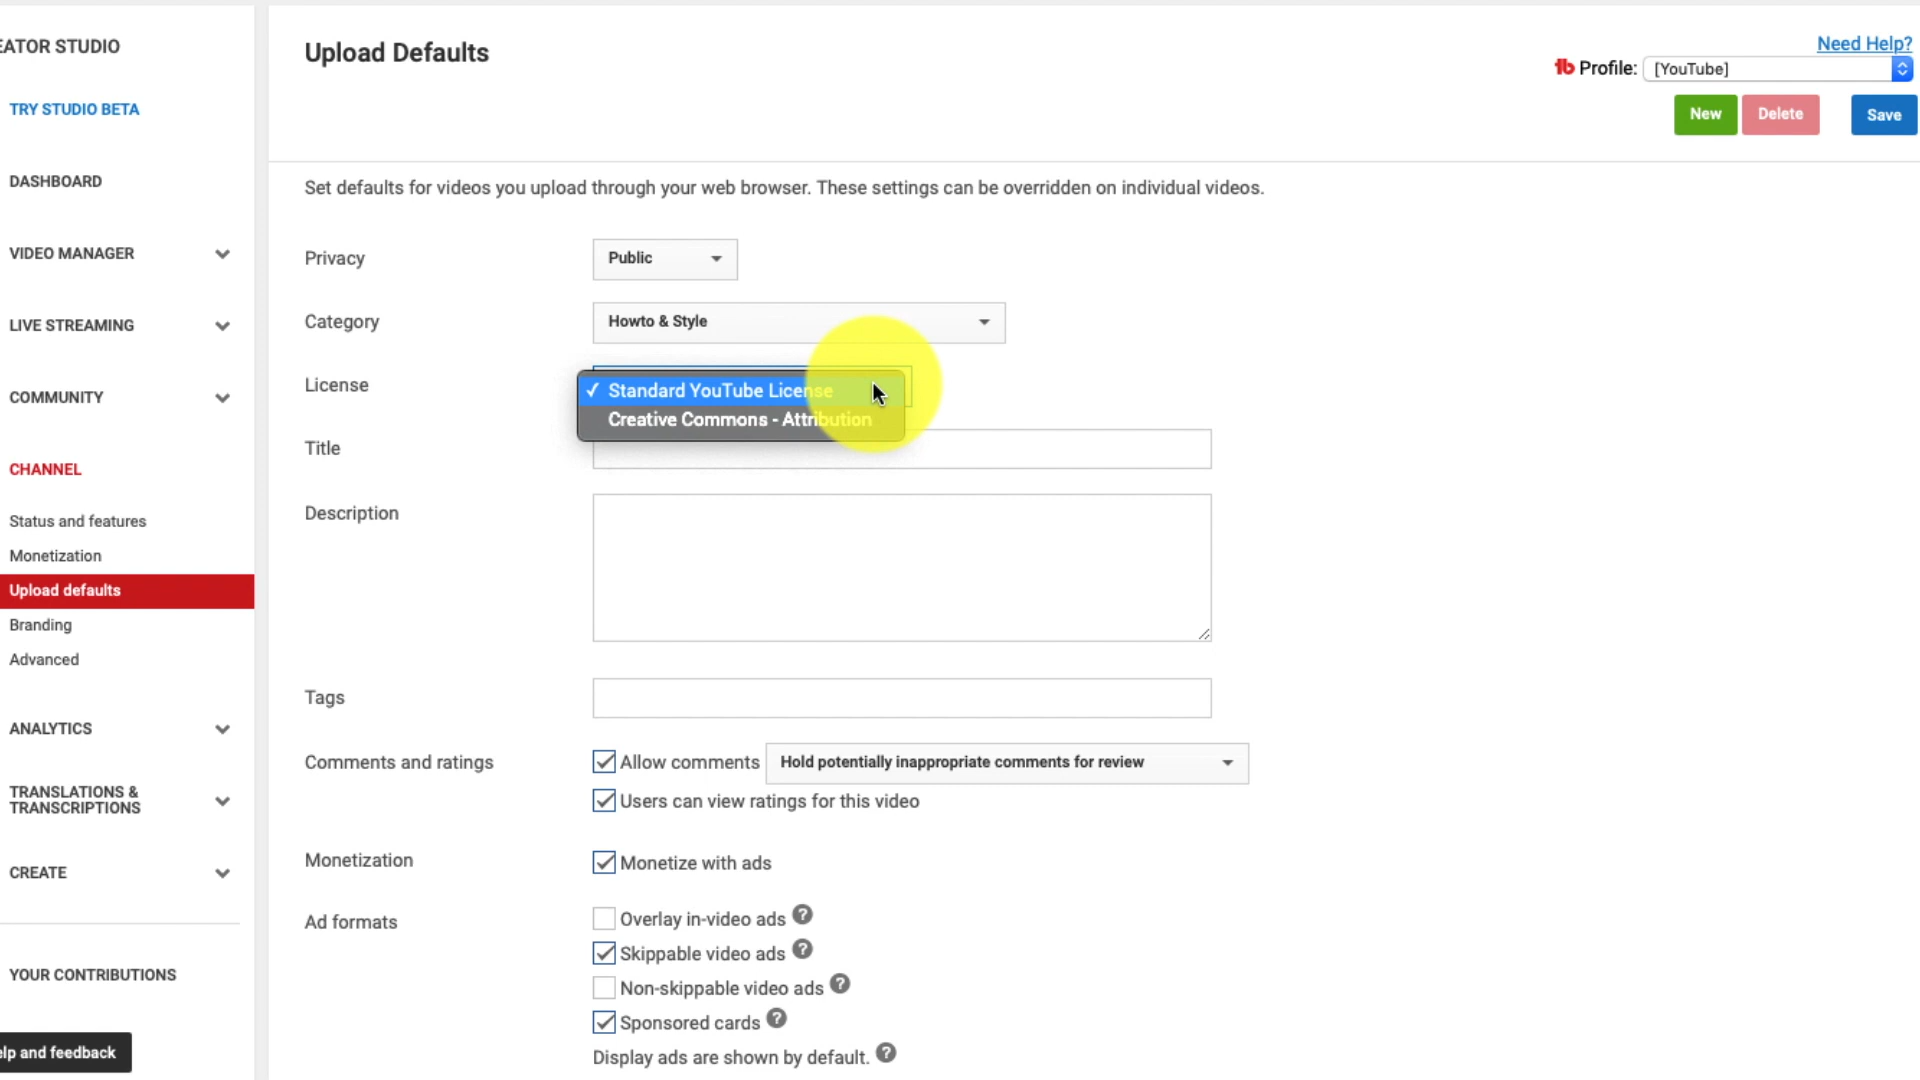 EATOR STUDIO
TRY STUDIO BETA
DASHBOARD
VIDEO MANAGER
LIVE STREAMING
COMMUNITY
CHANNEL
Status and features
Monetization
Upload defaults
Branding
Advanced
ANALYTICS
TRANSLATIONS &
TRANSCRIPTIONS
CREATE
YOUR CONTRIBUTIONS
elp and feedback
Upload Defaults
Need Help?
tb Profile: [YouTube]
New Delete Save
Set defaults for videos you upload through your web browser. These settings can be overridden on individual videos.
Privacy Public
Category Howto & Style
License ✓ Standard YouTube License
Creative Commons - Attribution
Title
Description
Tags
Comments and ratings Allow comments Hold potentially inappropriate comments for review
Users can view ratings for this video
Monetization Monetize with ads
Ad formats Overlay in-video ads ?
Skippable video ads ?
Non-skippable video ads ?
Sponsored cards ?
Display ads are shown by default. ?